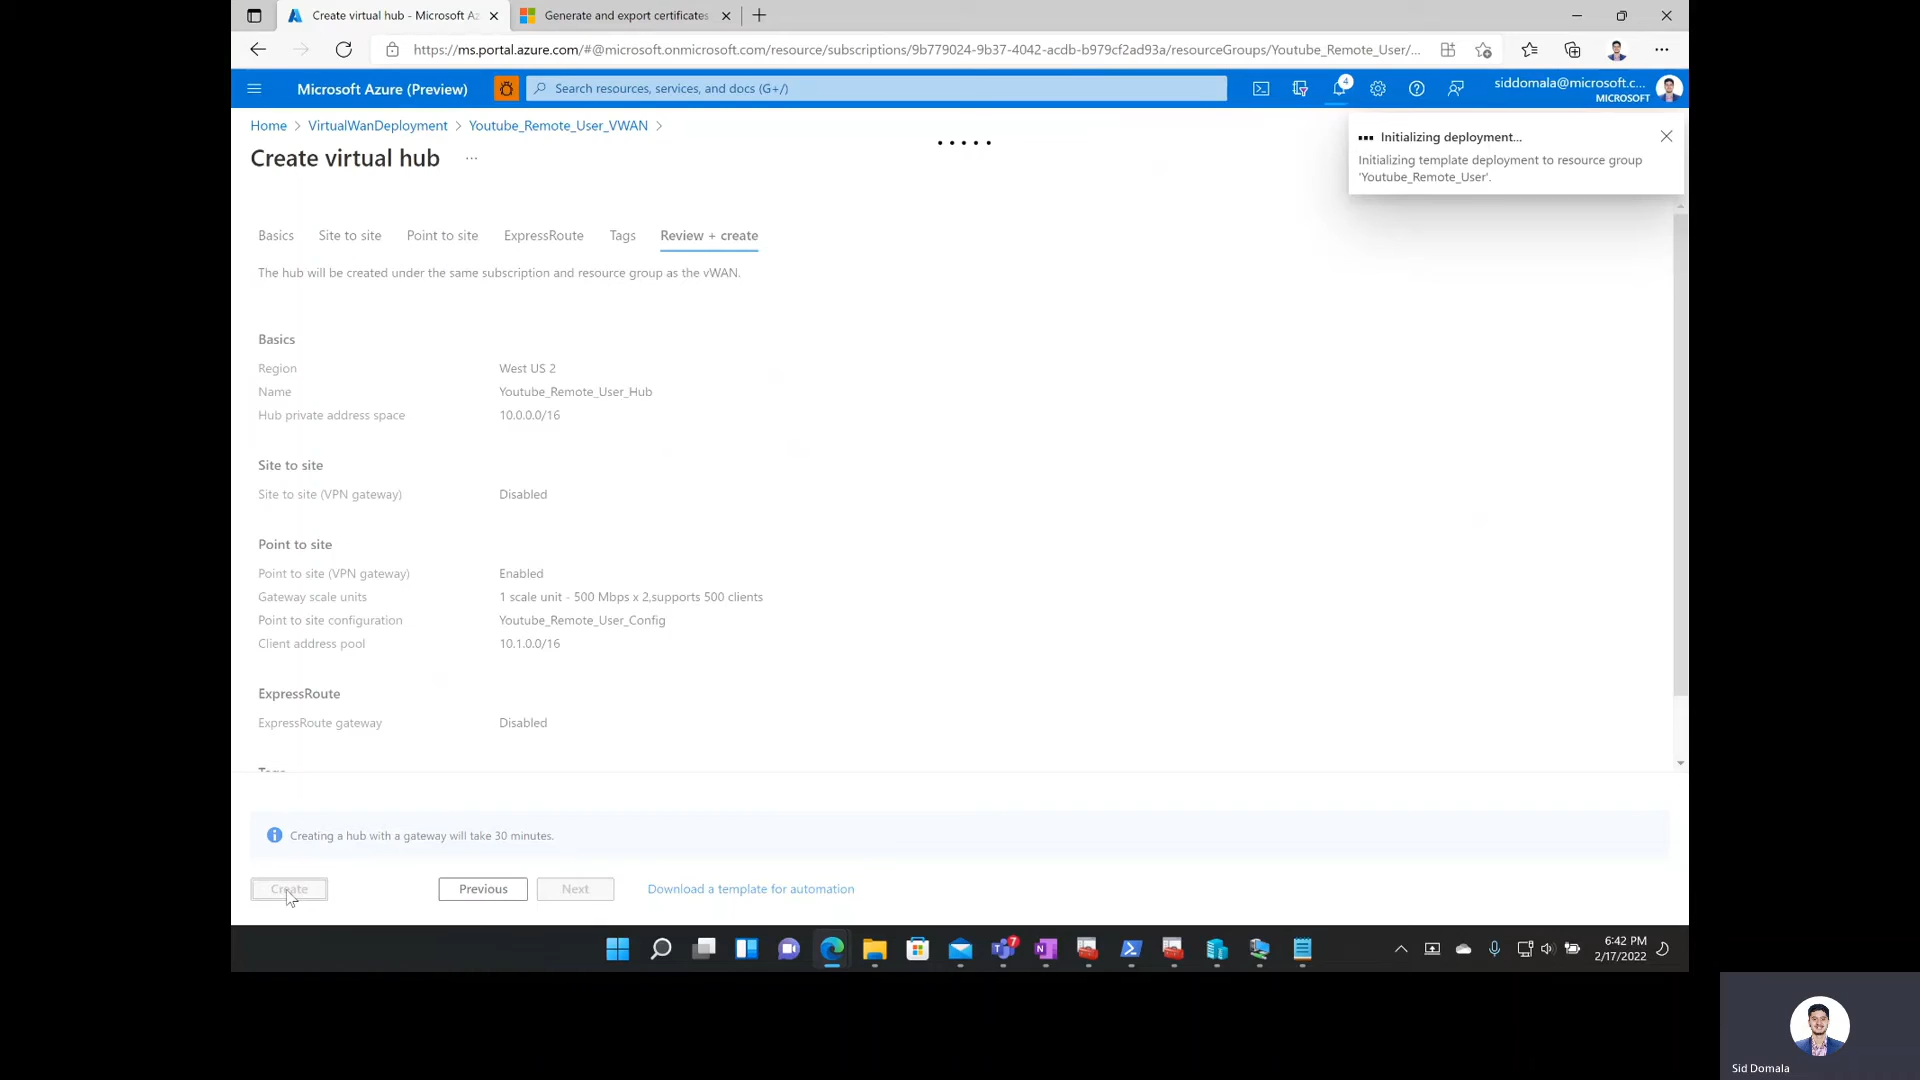 Create virtual hub - Microsoft Az
Generate and export certificates
https://ms.portal.azure.com/#@microsoft.onmicrosoft.com/resource/subscriptions/9b779024-9b37-4042-acdb-b979cf2ad93a/resourceGroups/Youtube_Remote_User/...
Microsoft Azure (Preview)
Search resources, services, and docs (G+/)
4
siddomala@microsoft.c...
MICROSOFT
Home > VirtualWanDeployment > Youtube_Remote_User_VWAN >
Create virtual hub ...
Initializing deployment...
Initializing template deployment to resource group
'Youtube_Remote_User'.
Basics Site to site Point to site ExpressRoute Tags Review + create
The hub will be created under the same subscription and resource group as the vWAN.
Basics
Region West US 2
Name Youtube_Remote_User_Hub
Hub private address space 10.0.0.0/16
Site to site
Site to site (VPN gateway) Disabled
Point to site
Point to site (VPN gateway) Enabled
Gateway scale units 1 scale unit - 500 Mbps x 2,supports 500 clients
Point to site configuration Youtube_Remote_User_Config
Client address pool 10.1.0.0/16
ExpressRoute
ExpressRoute gateway Disabled
Tags
Creating a hub with a gateway will take 30 minutes.
Create Previous Next Download a template for automation
7
6:42 PM
2/17/2022
Sid Domala